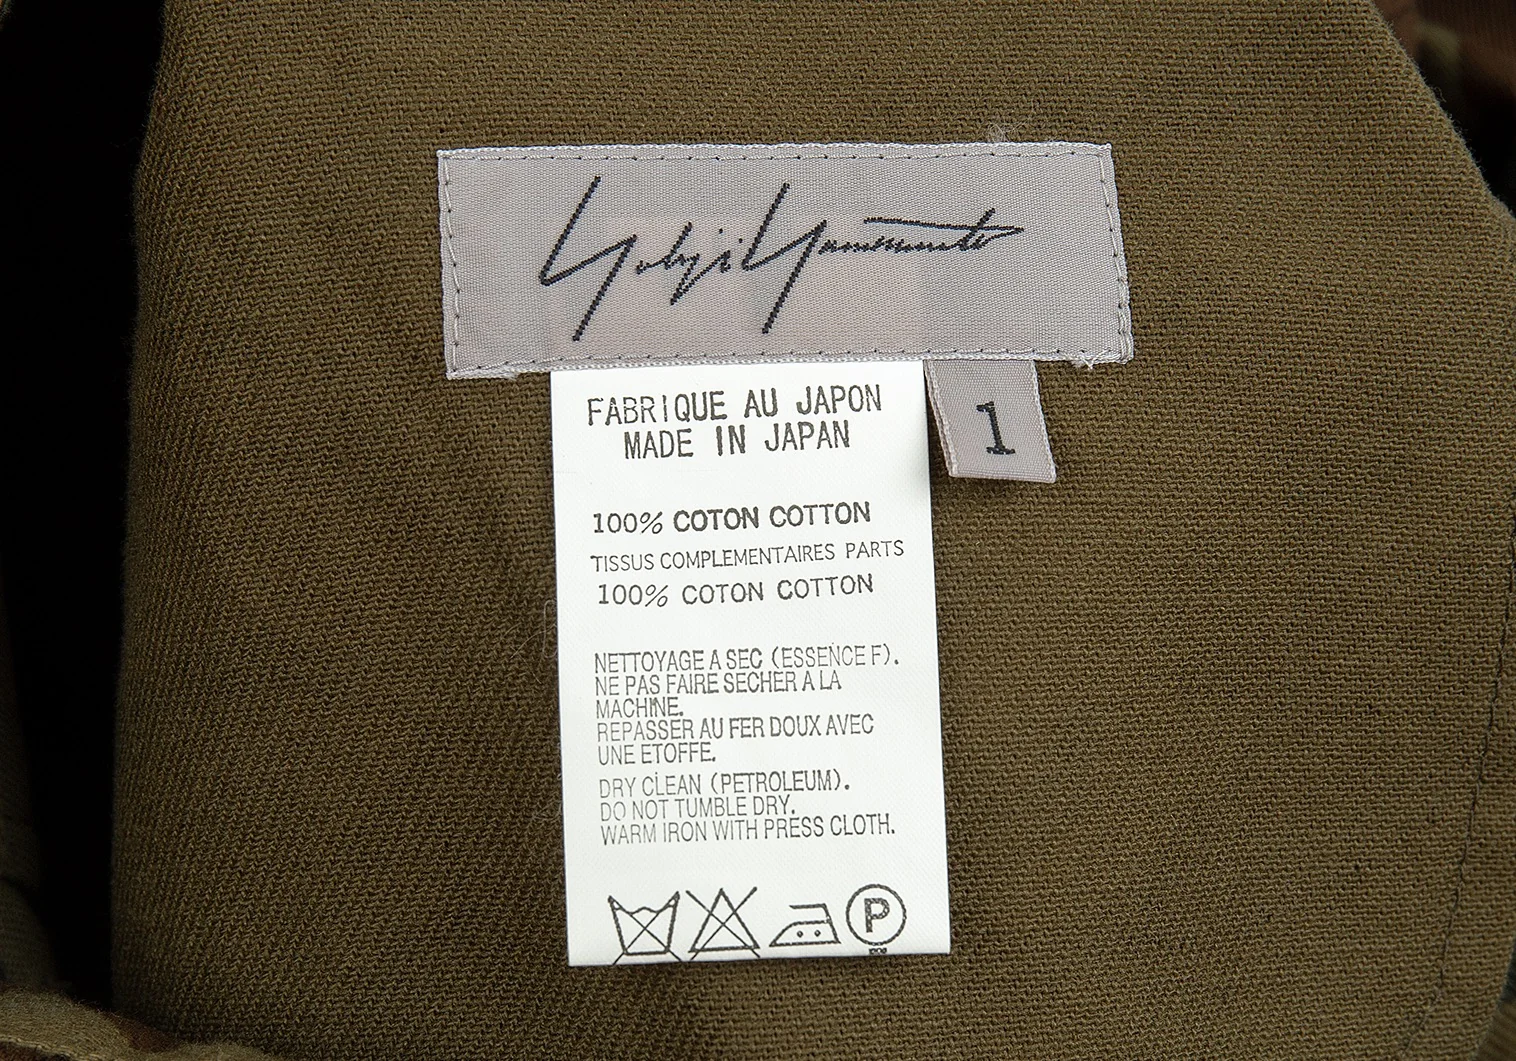 Yohji Yamamoto
1
FABRIQUE AU JAPON
MADE IN JAPAN
100% COTON COTTON
TISSUS COMPLEMENTAIRES PARTS
100% COTON COTTON
NETTOYAGE A SEC (ESSENCE F).
NE PAS FAIRE SECHER A LA
MACHINE.
REPASSER AU FER DOUX AVEC
UNE ETOFFE.
DRY CLEAN (PETROLEUM).
DO NOT TUMBLE DRY.
WARM IRON WITH PRESS CLOTH.
P